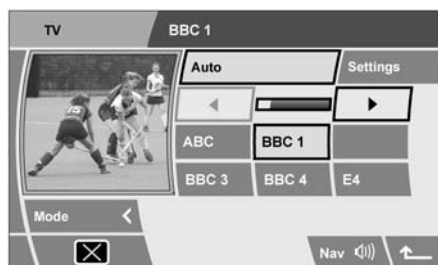 TV BBC 1
Auto Settings
ABC BBC 1
BBC 3 BBC 4 E4
Mode
Nav